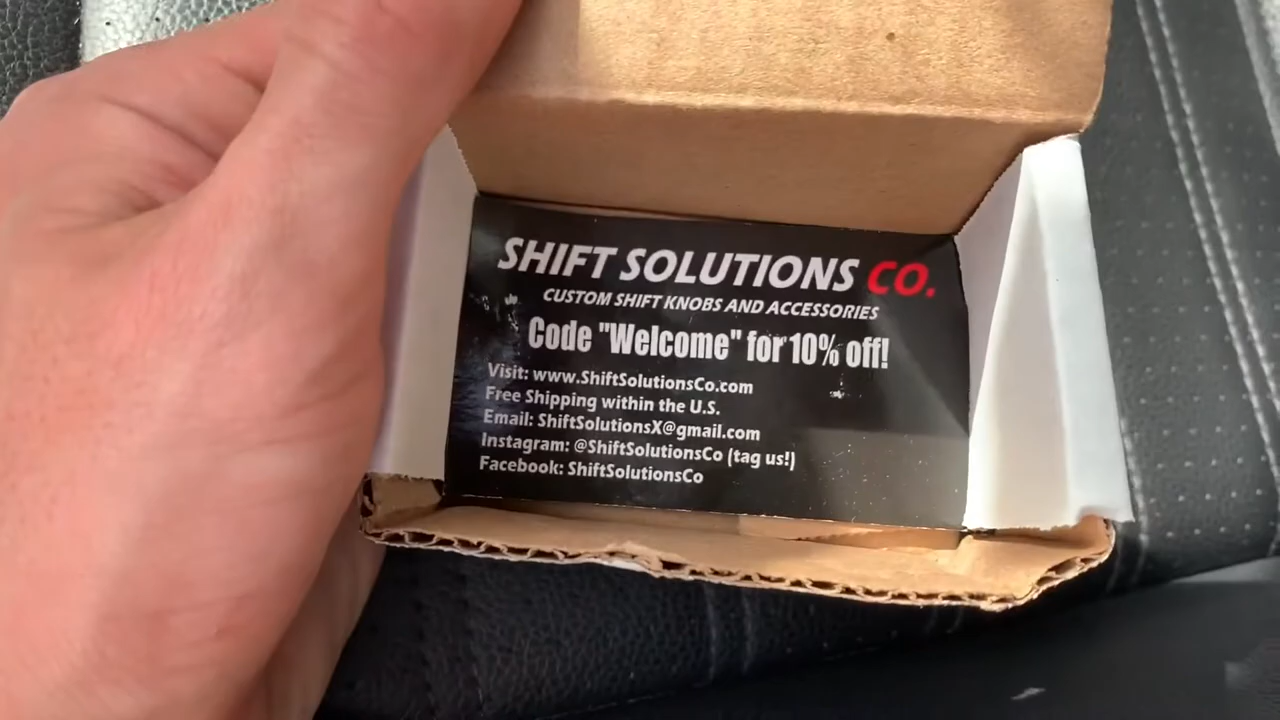 SHIFT SOLUTIONS CO.
CUSTOM SHIFT KNOBS AND ACCESSORIES
Code "Welcome" for 10% off!
Visit: www.ShiftSolutionsCo.com
Free Shipping within the U.S.
Email: ShiftSolutionsX@gmail.com
Instagram: @ShiftSolutionsCo (tag us!)
Facebook: ShiftSolutionsCo